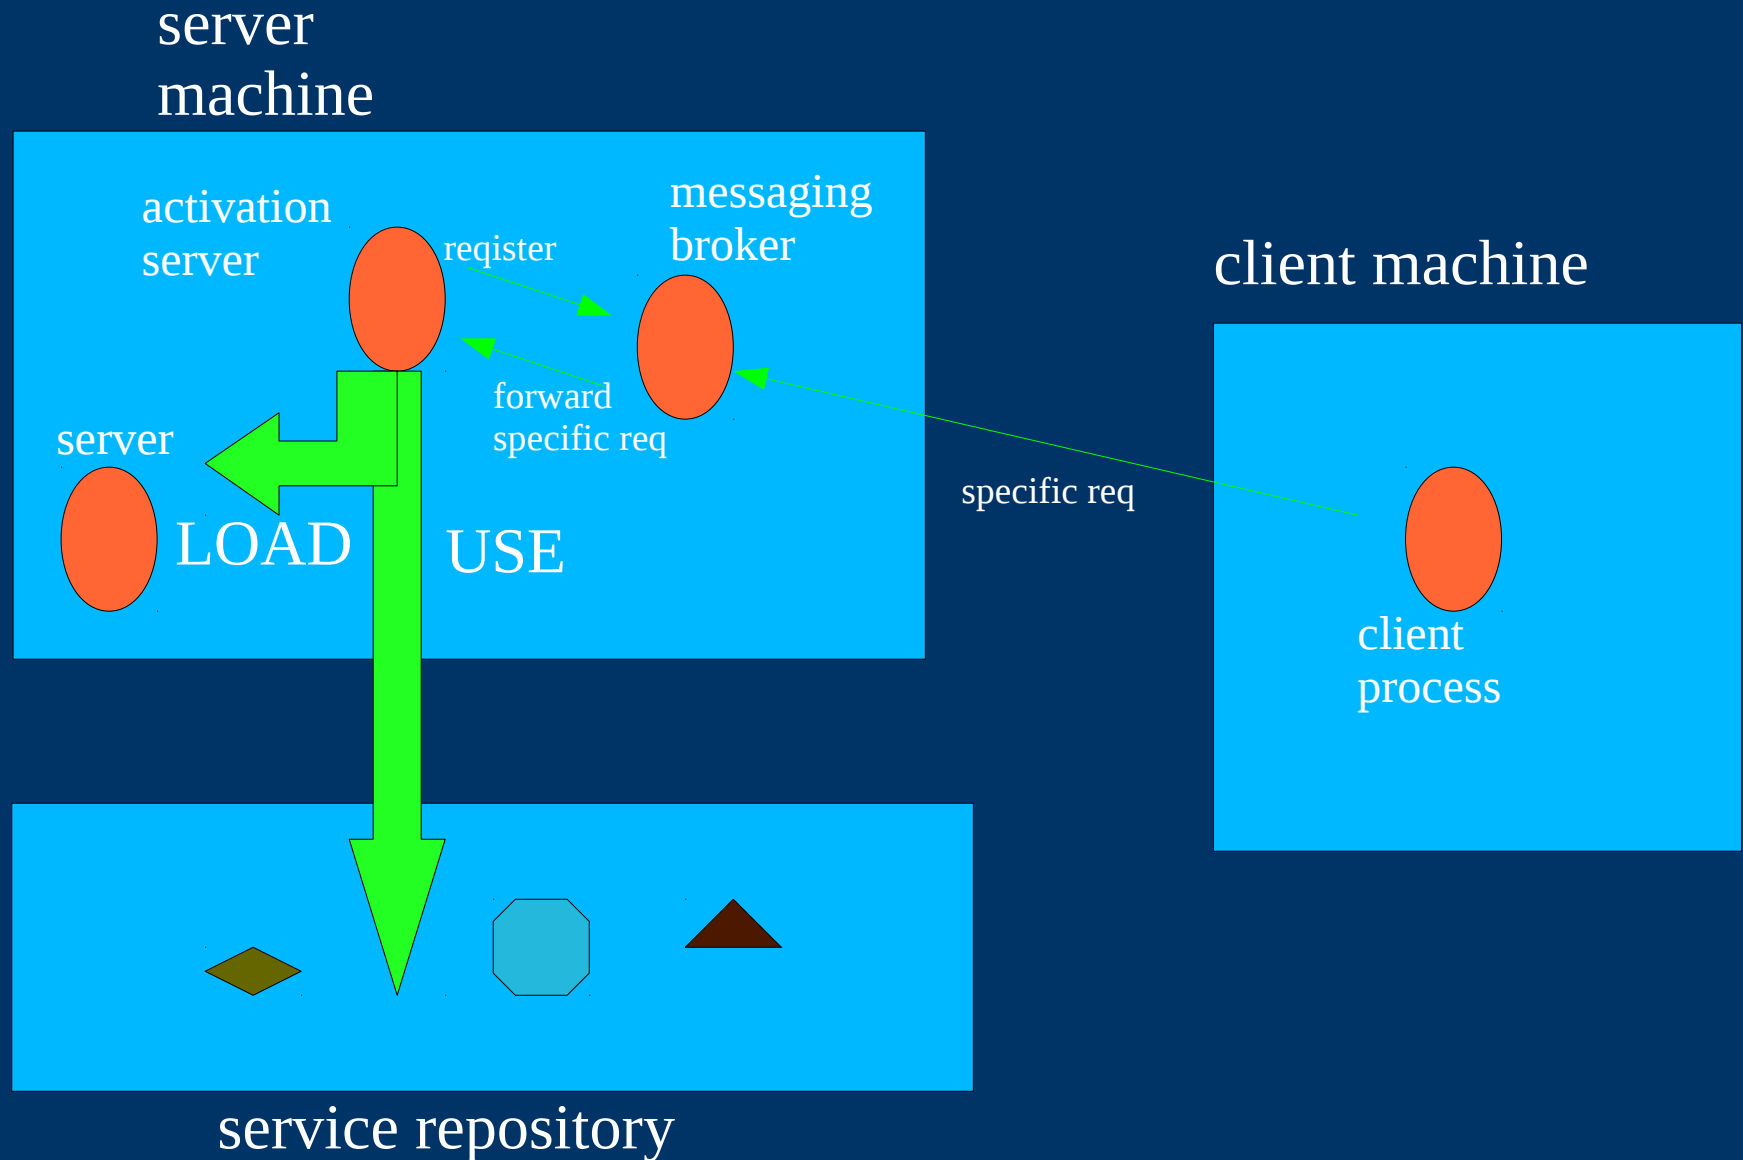 server
machine
activation
server
messaging
broker
reqister
client machine
forward
specific req
server
specific req
LOAD
USE
client
process
service repository